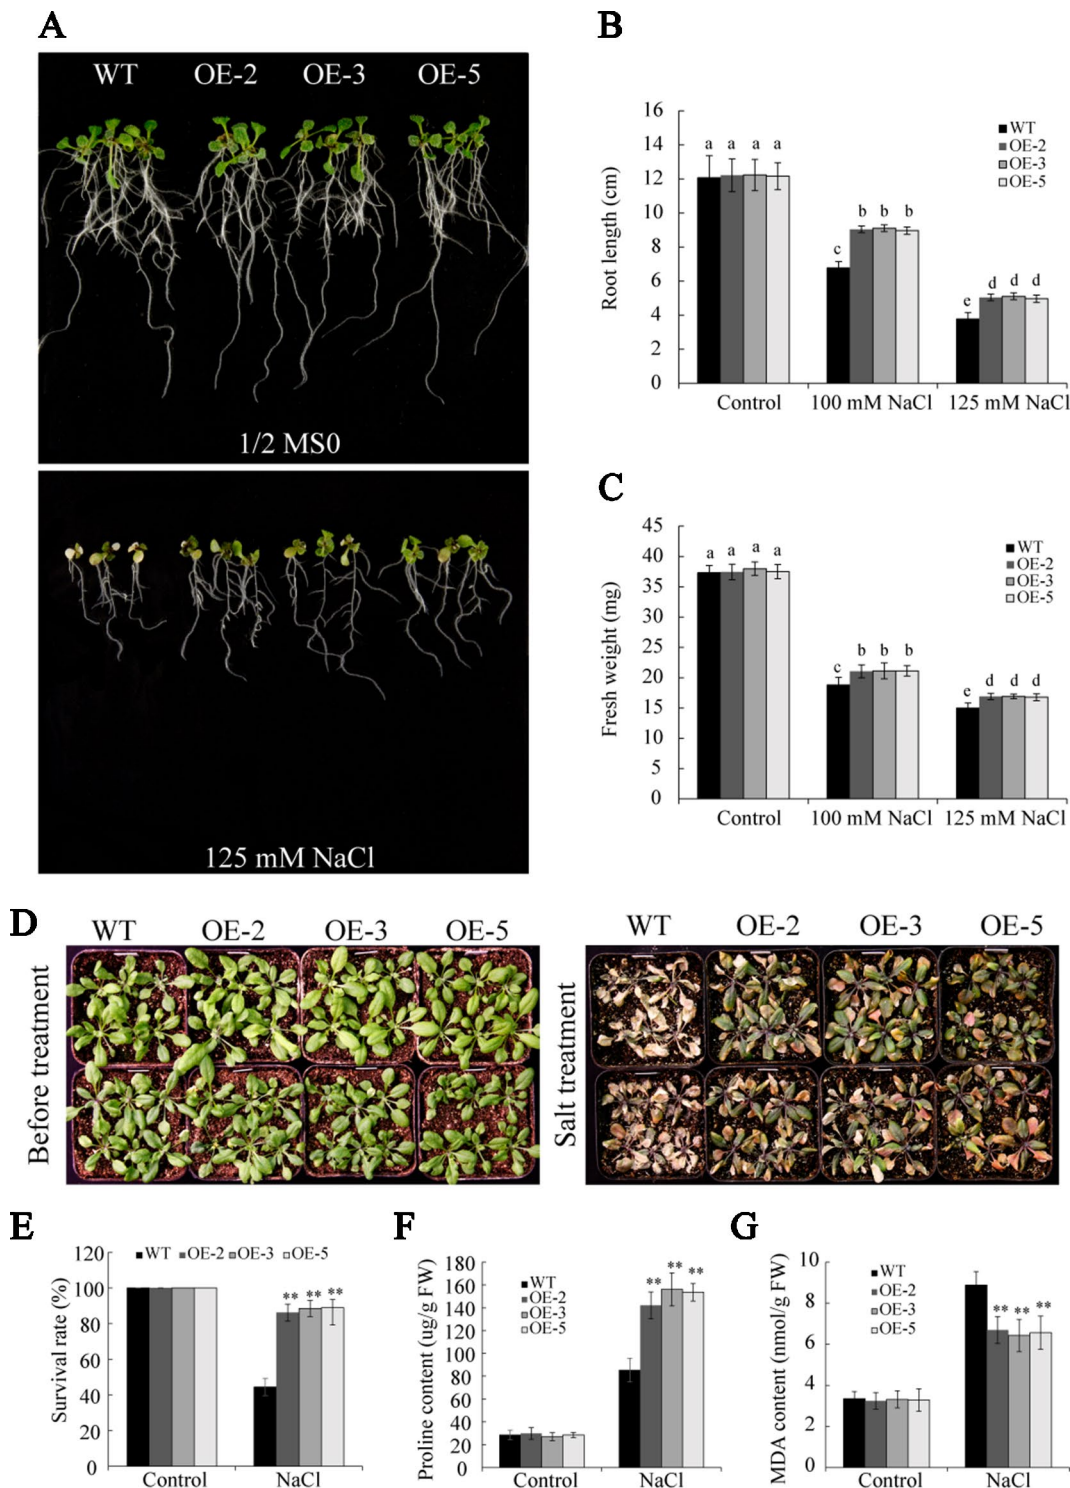 A
WT OE-2 OE-3 OE-5
1/2 MS0
125 mM NaCl
B
Root length (cm)
16
14
12
10
8
6
4
2
0
WT
OE-2
OE-3
OE-5
a a a a
c b b b
e d d d
Control 100 mM NaCl 125 mM NaCl
C
Fresh weight (mg)
45
40
35
30
25
20
15
10
5
0
WT
OE-2
OE-3
OE-5
a a a a
c b b b
e d d d
Control 100 mM NaCl 125 mM NaCl
D
WT OE-2 OE-3 OE-5
Before treatment
WT OE-2 OE-3 OE-5
Salt treatment
E
Survival rate (%)
120
100
80
60
40
20
0
WT OE-2 OE-3 OE-5
** ** **
Control NaCl
F
Proline content (ug/g FW)
180
160
140
120
100
80
60
40
20
0
WT
OE-2
OE-3
OE-5
** ** **
Control NaCl
G
MDA content (nmol/g FW)
10
8
6
4
2
0
WT
OE-2
OE-3
OE-5
** ** **
Control NaCl